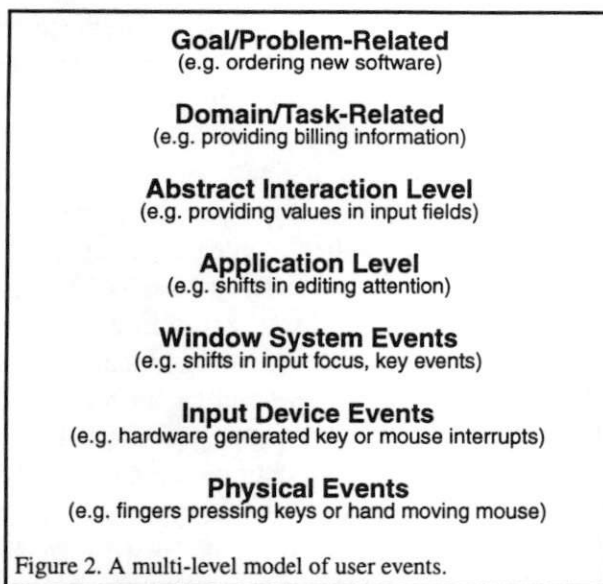 Goal/Problem-Related
(e.g. ordering new software)
Domain/Task-Related
(e.g. providing billing information)
Abstract Interaction Level
(e.g. providing values in input fields)
Application Level
(e.g. shifts in editing attention)
Window System Events
(e.g. shifts in input focus, key events)
Input Device Events
(e.g. hardware generated key or mouse interrupts)
Physical Events
(e.g. fingers pressing keys or hand moving mouse)
Figure 2. A multi-level model of user events.